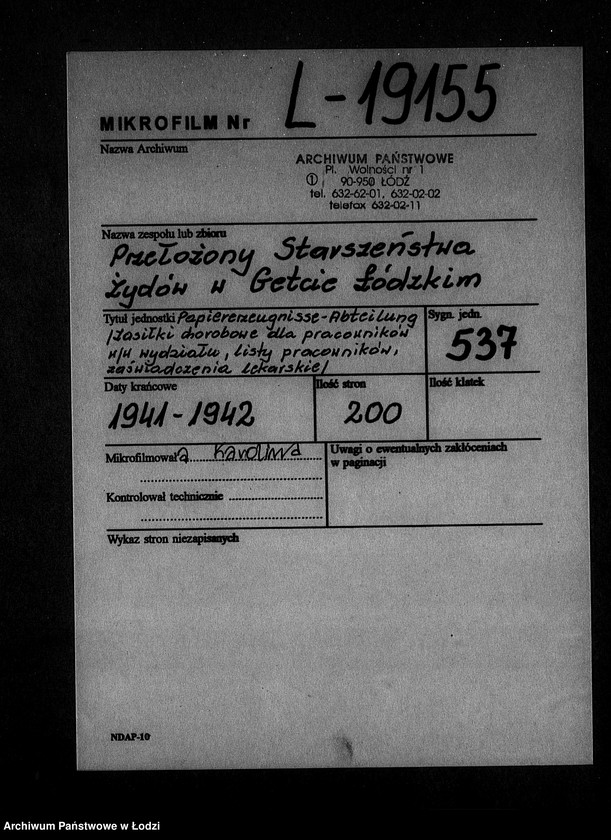 MIKROFILM Nr L-19155
Nazwa Archiwum
ARCHIWUM PAŃSTWOWE
Pl. Wolności nr 1
① 90-950 ŁÓDŹ
tel. 632-62-01, 632-02-02
telefax 632-02-11
Nazwa zespołu lub zbioru
Przełożony Starszeństwa
Żydów w Getcie Łódzkim
Tytuł jednostki Papiererzeugnisse-Abteilung
/zasiłki chorobowe dla pracowników
w/w wydziału, listy pracowników,
zaświadczenia lekarskie/
Sygn. jedn.
537
Daty krańcowe
1941-1942
Ilość stron
200
Ilość klatek
Mikrofilmowała Karolina
Kontrolował technicznie
Uwagi o ewentualnych zakłóceniach
w paginacji
Wykaz stron niezapisanych
NDAP-10
Archiwum Państwowe w Łodzi